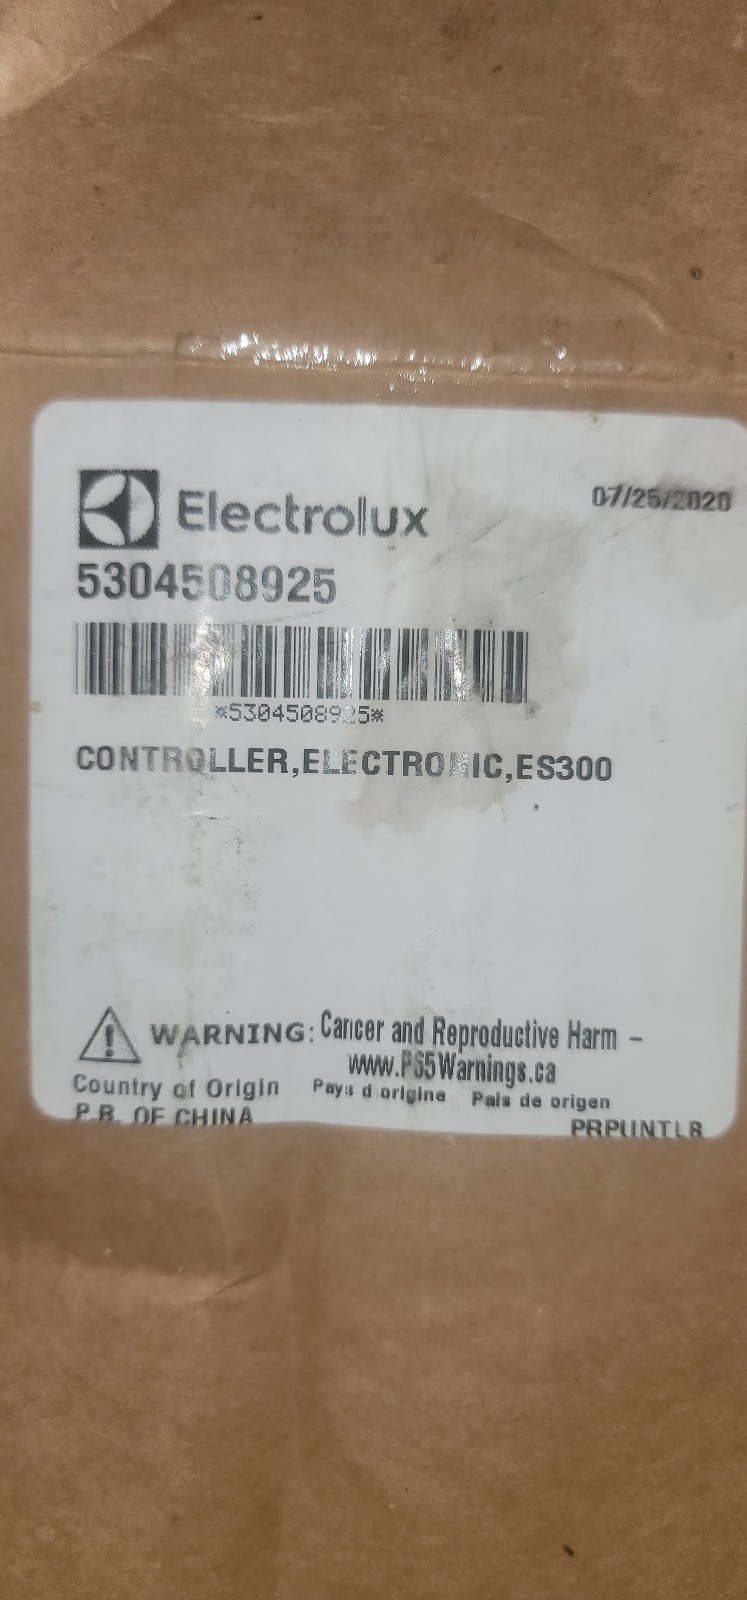 Electrolux
07/25/2020
5304508925
*5304508925*
CONTROLLER,ELECTRONIC,ES300
WARNING: Cancer and Reproductive Harm -
www.P65Warnings.ca
Country of Origin Pays d origine Pais de origen
P.R. OF CHINA
PRPUNTLR